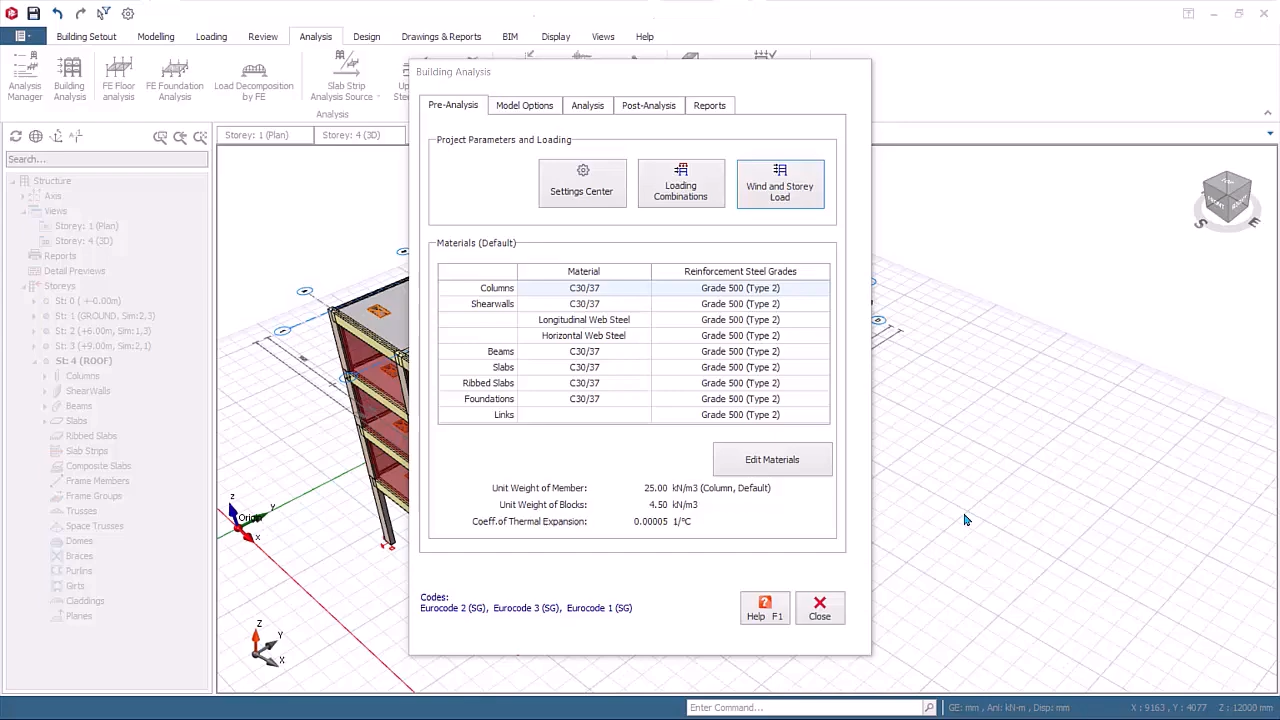 Building Setout Modelling Loading Review Analysis Design Drawings & Reports BIM Display Views Help
Analysis Manager
Building Analysis
FE Floor analysis
FE Foundation Analysis
Load Decomposition by FE
Slab Strip Analysis Source
Analysis
Storey: 1 (Plan)
Storey: 4 (3D)
Search...
Structure
Axis
Views
Storey: 1 (Plan)
Storey: 4 (3D)
Reports
Detail Previews
Storeys
St: 0 (+-0.00m)
St: 1 (GROUND, Sim:2,3)
St: 2 (+6.00m, Sim:1,3)
St: 3 (+9.00m, Sim:2,1)
St: 4 (ROOF)
Columns
ShearWalls
Beams
Slabs
Ribbed Slabs
Slab Strips
Composite Slabs
Frame Members
Frame Groups
Trusses
Space Trusses
Domes
Braces
Purlins
Girts
Claddings
Planes
Building Analysis
Pre-Analysis Model Options Analysis Post-Analysis Reports
Project Parameters and Loading
Settings Center
Loading Combinations
Wind and Storey Load
Materials (Default)
Material Reinforcement Steel Grades
Columns C30/37 Grade 500 (Type 2)
Shearwalls C30/37 Grade 500 (Type 2)
Longitudinal Web Steel Grade 500 (Type 2)
Horizontal Web Steel Grade 500 (Type 2)
Beams C30/37 Grade 500 (Type 2)
Slabs C30/37 Grade 500 (Type 2)
Ribbed Slabs C30/37 Grade 500 (Type 2)
Foundations C30/37 Grade 500 (Type 2)
Links Grade 500 (Type 2)
Edit Materials
Unit Weight of Member: 25.00 kN/m3 (Column, Default)
Unit Weight of Blocks: 4.50 kN/m3
Coeff.of Thermal Expansion: 0.00005 1/°C
Codes:
Eurocode 2 (SG), Eurocode 3 (SG), Eurocode 1 (SG)
Help F1
Close
z
Y
x
Z
Y
X
S
E
Enter Command...
GE: mm , Anl: kN-m , Disp: mm
X : 9163, Y : 4077 Z : 12000 mm